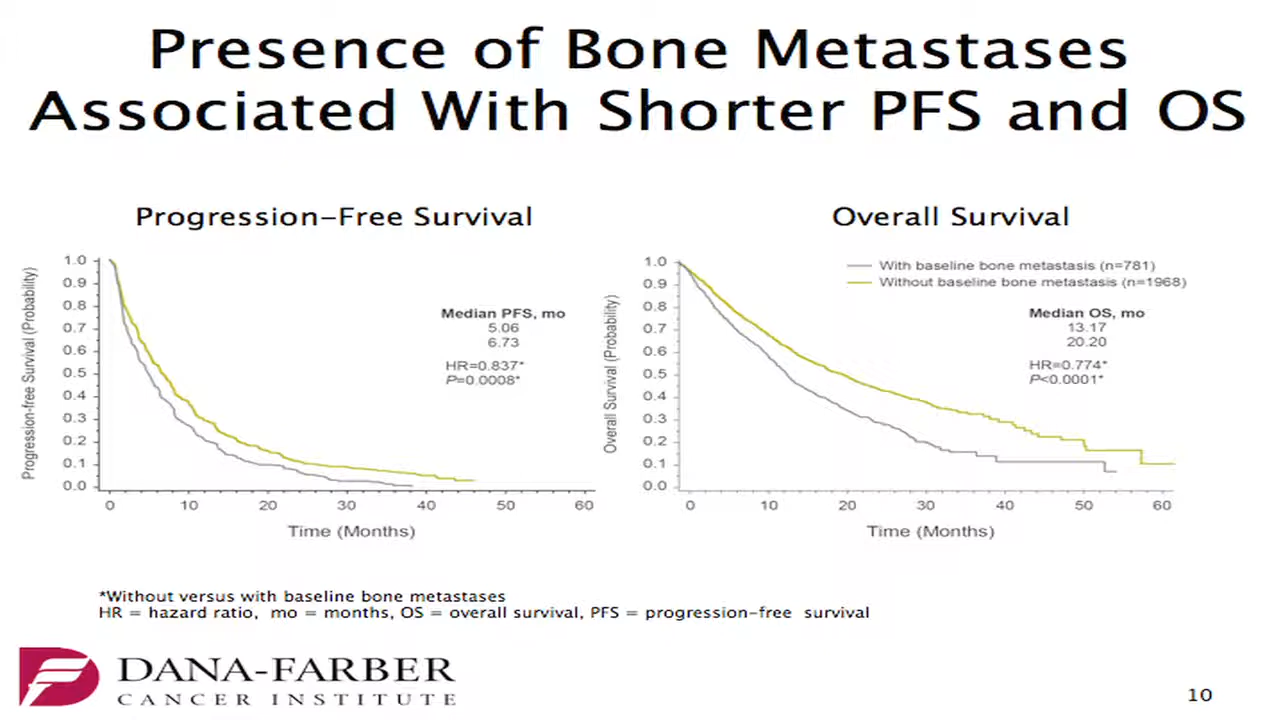 Presence of Bone Metastases
Associated With Shorter PFS and OS
Progression-Free Survival
Progression-free Survival (Probability)
1.0
0.9
0.8
0.7
0.6
0.5
0.4
0.3
0.2
0.1
0.0
Median PFS, mo
5.06
6.73
HR=0.837*
P=0.0008*
0 10 20 30 40 50 60
Time (Months)
Overall Survival
Overall Survival (Probability)
1.0
0.9
0.8
0.7
0.6
0.5
0.4
0.3
0.2
0.1
0.0
With baseline bone metastasis (n=781)
Without baseline bone metastasis (n=1968)
Median OS, mo
13.17
20.20
HR=0.774*
P<0.0001*
0 10 20 30 40 50 60
Time (Months)
*Without versus with baseline bone metastases
HR = hazard ratio, mo = months, OS = overall survival, PFS = progression-free survival
DANA-FARBER
CANCER INSTITUTE
10